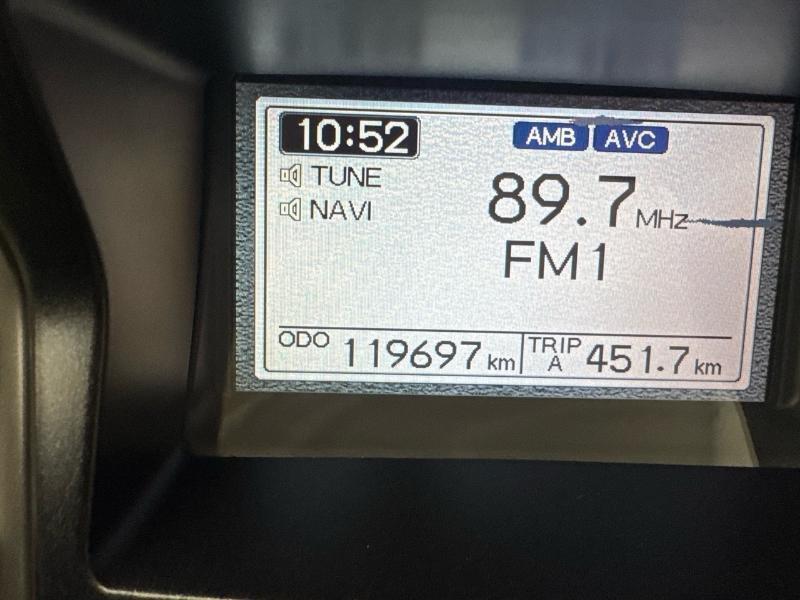 10:52 AMB AVC
TUNE
NAVI
89.7 MHz
FM1
ODO 119697 km TRIP A 451.7 km